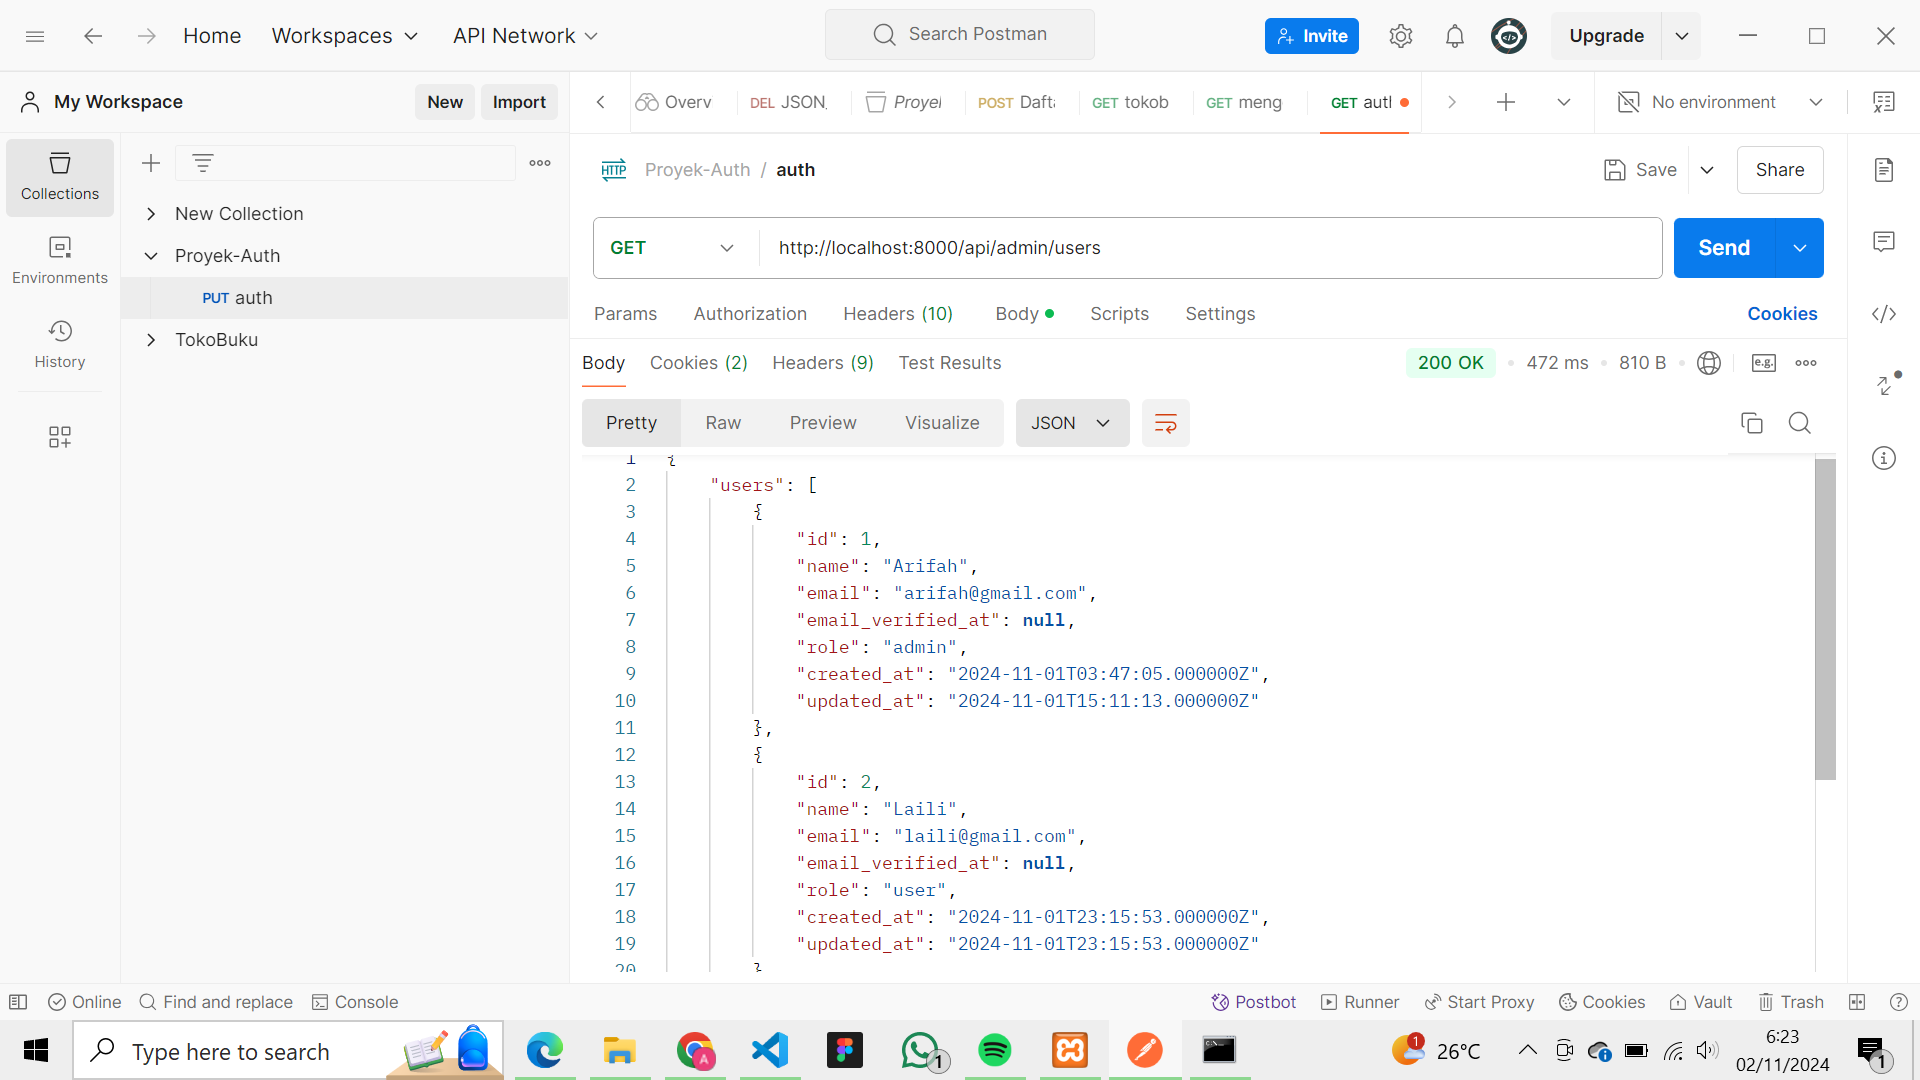 Home Workspaces API Network Search Postman Invite Upgrade
My Workspace New Import Overv DEL JSON, Proyel POST Dafta GET tokob GET meng GET auth No environment
Collections
Environments
History
New Collection
Proyek-Auth
PUT auth
TokoBuku
HTTP Proyek-Auth / auth Save Share
GET http://localhost:8000/api/admin/users Send
Params Authorization Headers (10) Body Scripts Settings Cookies
Body Cookies (2) Headers (9) Test Results 200 OK 472 ms 810 B e.g.
Pretty Raw Preview Visualize JSON
1 {
2 "users": [
3 {
4 "id": 1,
5 "name": "Arifah",
6 "email": "arifah@gmail.com",
7 "email_verified_at": null,
8 "role": "admin",
9 "created_at": "2024-11-01T03:47:05.000000Z",
10 "updated_at": "2024-11-01T15:11:13.000000Z"
11 },
12 {
13 "id": 2,
14 "name": "Laili",
15 "email": "laili@gmail.com",
16 "email_verified_at": null,
17 "role": "user",
18 "created_at": "2024-11-01T23:15:53.000000Z",
19 "updated_at": "2024-11-01T23:15:53.000000Z"
20 }
Online Find and replace Console Postbot Runner Start Proxy Cookies Vault Trash
Type here to search A 1 1 26°C 6:23
02/11/2024 1